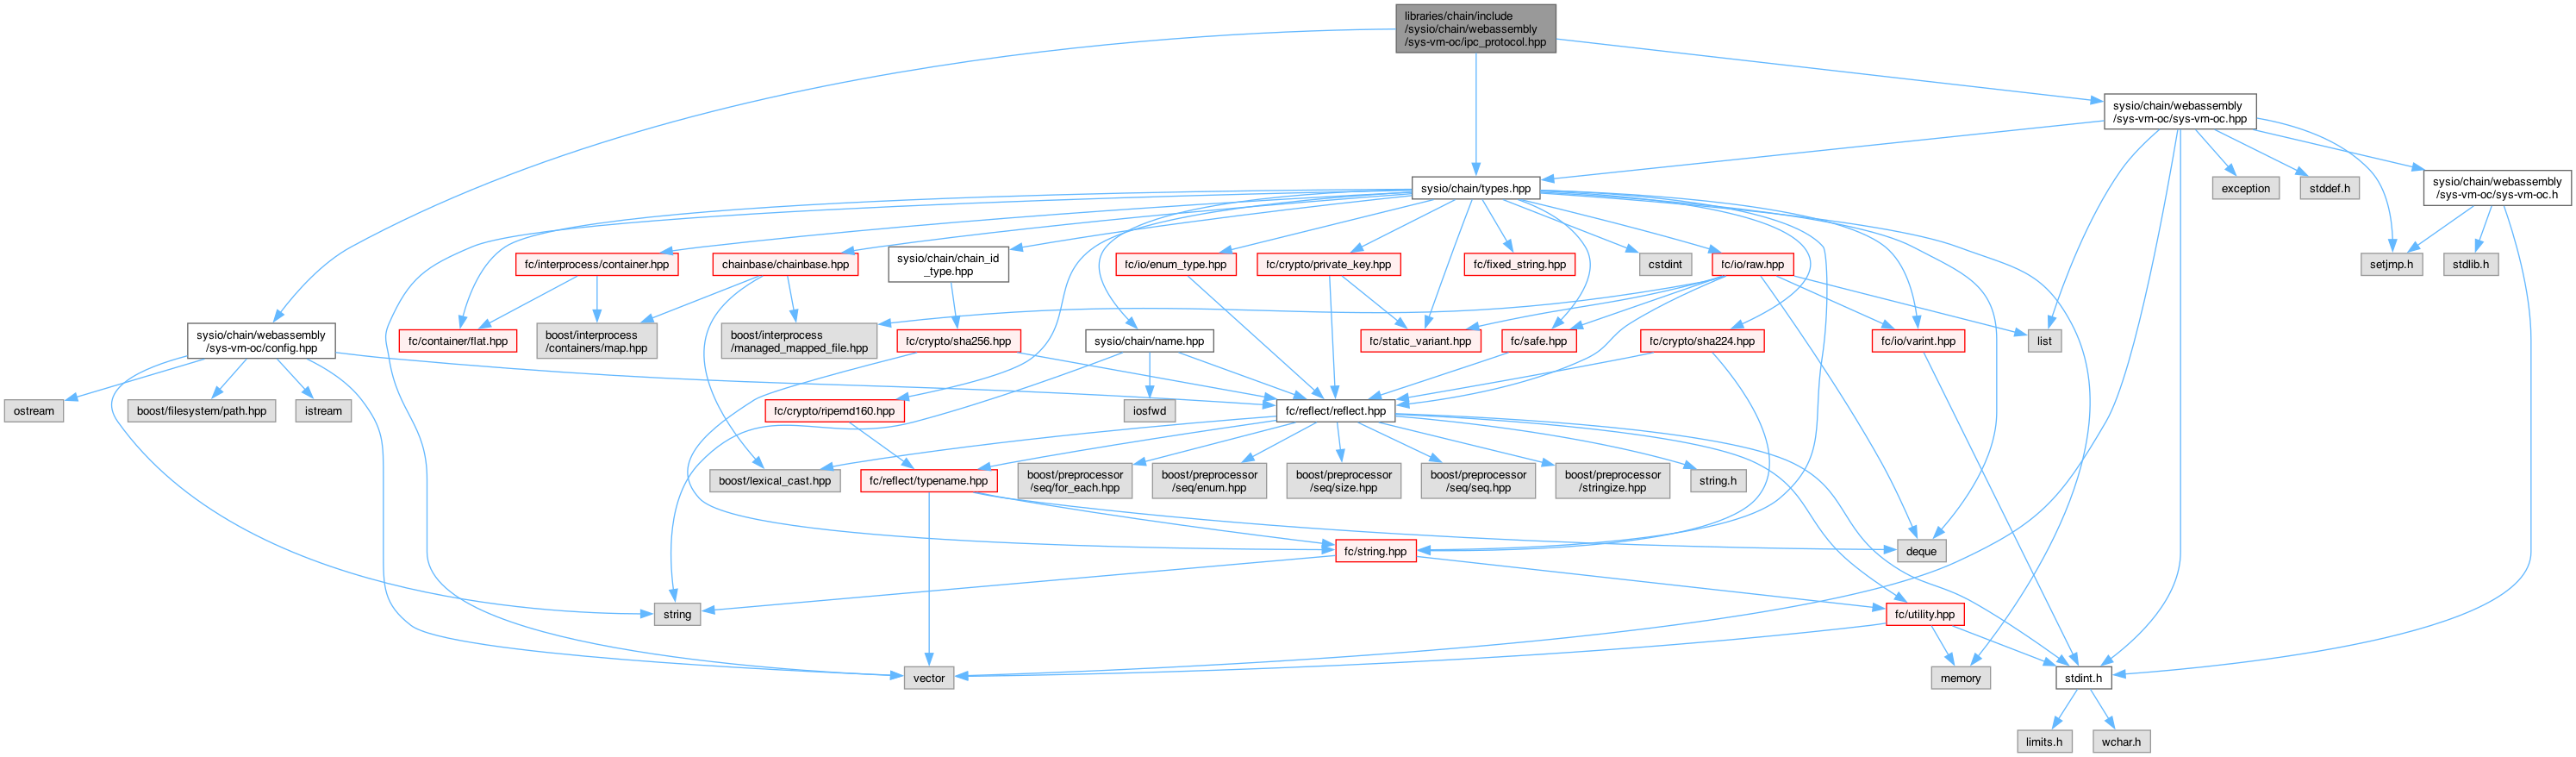 libraries/chain/include
/sysio/chain/webassembly
/sys-vm-oc/ipc_protocol.hpp
sysio/chain/webassembly
/sys-vm-oc/sys-vm-oc.hpp
sysio/chain/types.hpp
exception
stddef.h
sysio/chain/webassembly
/sys-vm-oc/sys-vm-oc.h
fc/interprocess/container.hpp
chainbase/chainbase.hpp
sysio/chain/chain_id
_type.hpp
fc/io/enum_type.hpp
fc/crypto/private_key.hpp
fc/fixed_string.hpp
cstdint
fc/io/raw.hpp
setjmp.h
stdlib.h
sysio/chain/webassembly
/sys-vm-oc/config.hpp
fc/container/flat.hpp
boost/interprocess
/containers/map.hpp
boost/interprocess
/managed_mapped_file.hpp
fc/crypto/sha256.hpp
sysio/chain/name.hpp
fc/static_variant.hpp
fc/safe.hpp
fc/crypto/sha224.hpp
fc/io/varint.hpp
list
ostream
boost/filesystem/path.hpp
istream
fc/crypto/ripemd160.hpp
iosfwd
fc/reflect/reflect.hpp
boost/lexical_cast.hpp
fc/reflect/typename.hpp
boost/preprocessor
/seq/for_each.hpp
boost/preprocessor
/seq/enum.hpp
boost/preprocessor
/seq/size.hpp
boost/preprocessor
/seq/seq.hpp
boost/preprocessor
/stringize.hpp
string.h
fc/string.hpp
deque
string
fc/utility.hpp
vector
memory
stdint.h
limits.h
wchar.h